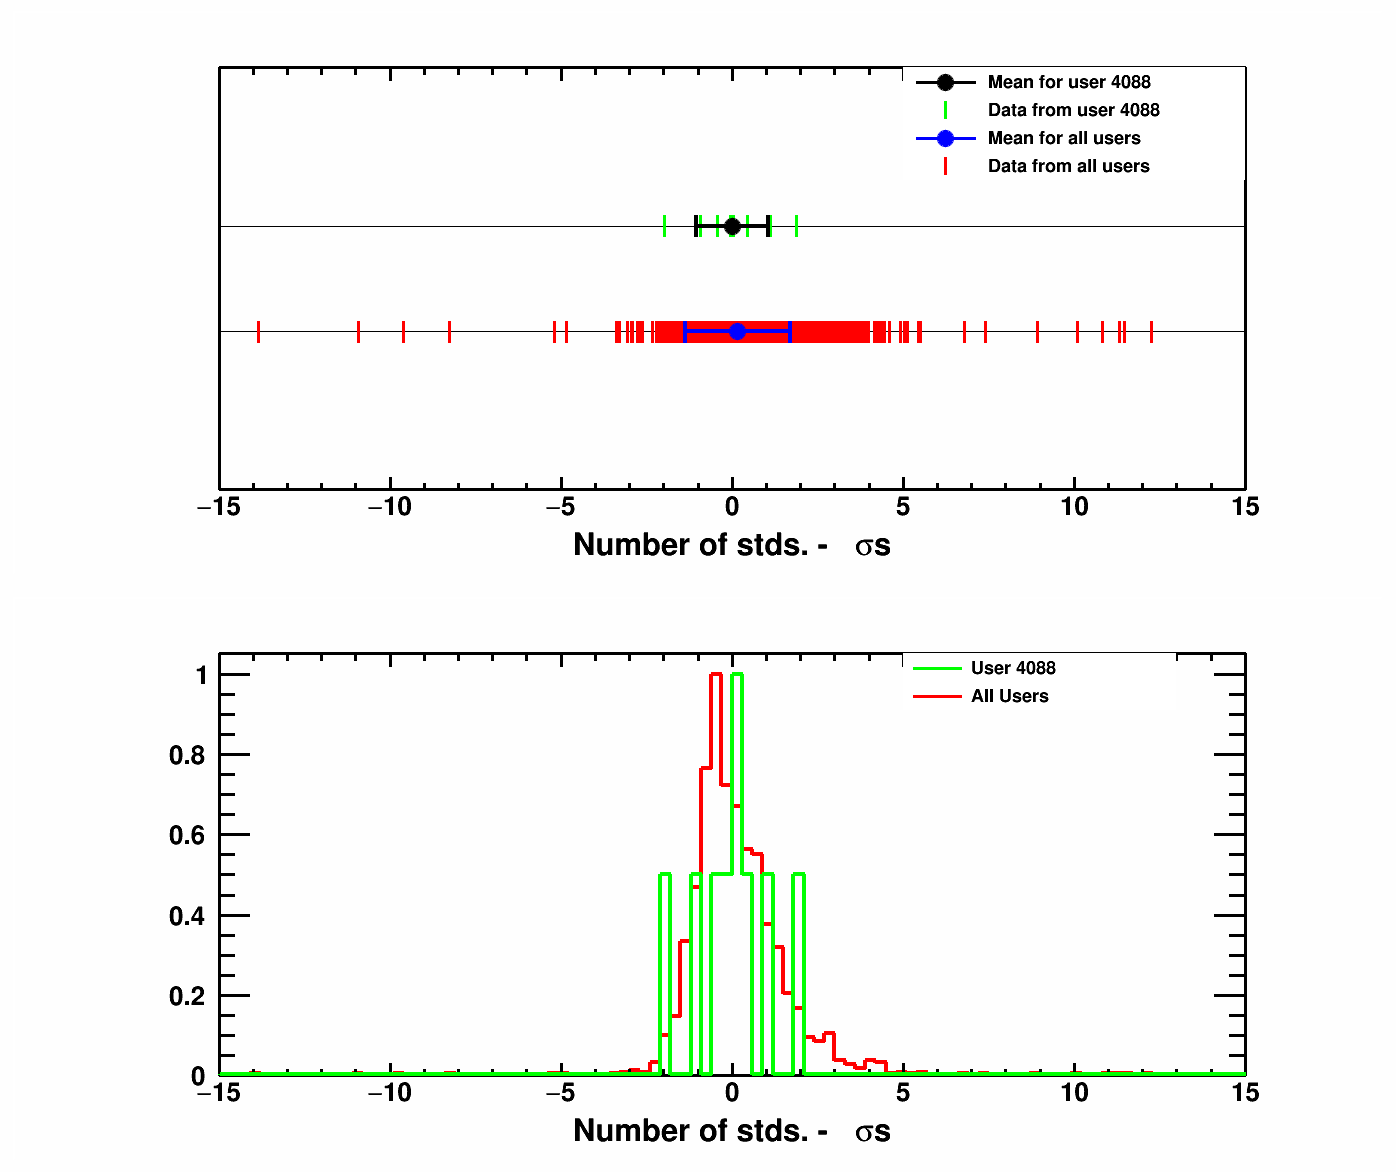 Mean for user 4088
Data from user 4088
Mean for all users
Data from all users
−15 −10 −5 0 5 10 15
Number of stds. - σs
User 4088
All Users
1
0.8
0.6
0.4
0.2
0
−15 −10 −5 0 5 10 15
Number of stds. - σs